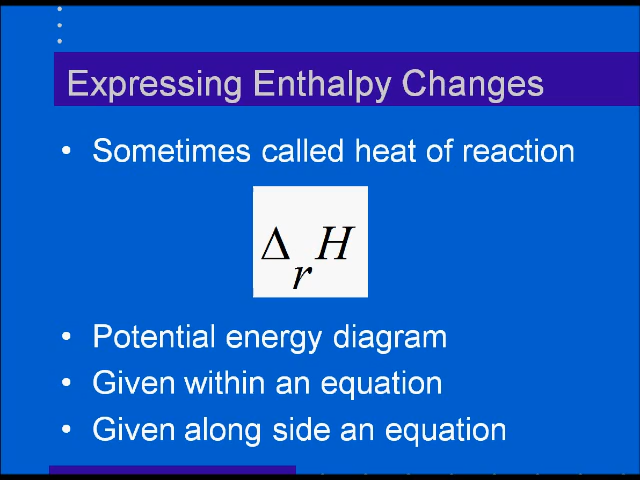 Expressing Enthalpy Changes
• Sometimes called heat of reaction
Δ_r H
• Potential energy diagram
• Given within an equation
• Given along side an equation